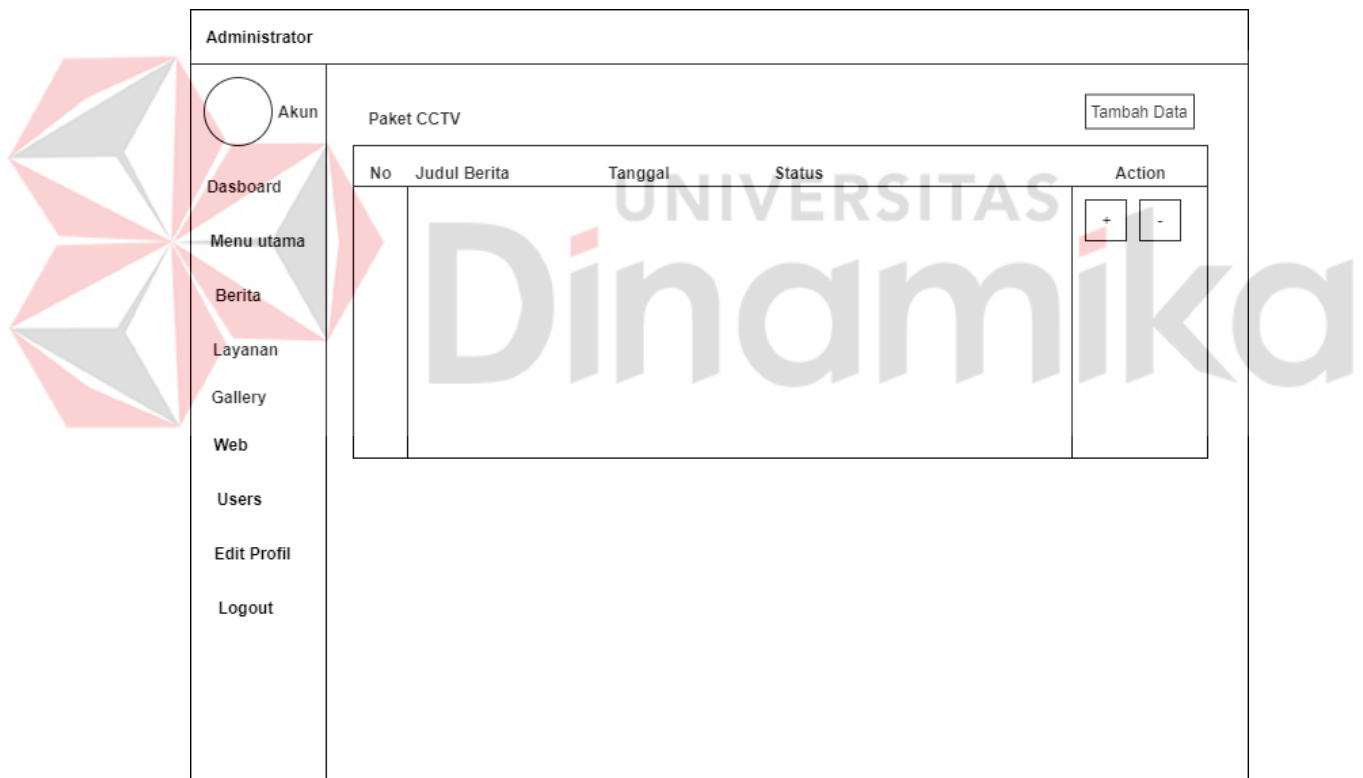 Administrator
Akun
Dasboard
Menu utama
Berita
Layanan
Gallery
Web
Users
Edit Profil
Logout
Paket CCTV
Tambah Data
No Judul Berita Tanggal Status Action
+ -
UNIVERSITAS
Dinamika